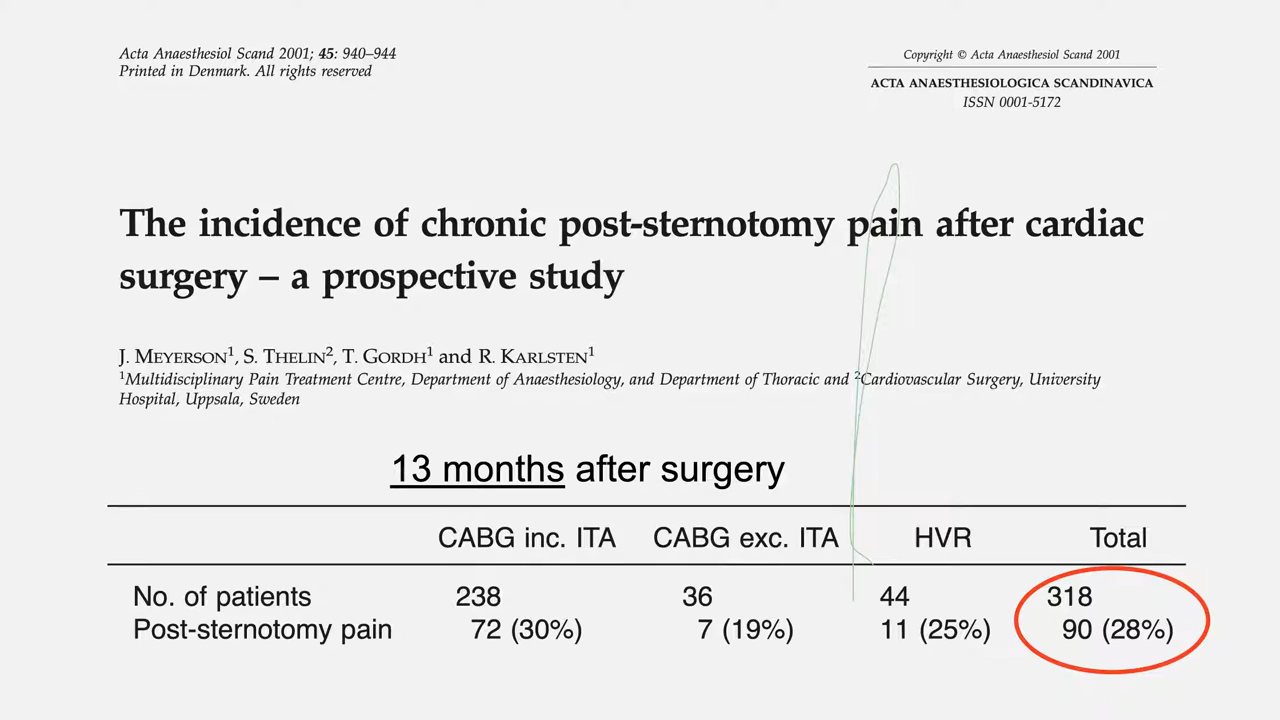 Acta Anaesthesiol Scand 2001; 45: 940–944
Printed in Denmark. All rights reserved
Copyright © Acta Anaesthesiol Scand 2001
ACTA ANAESTHESIOLOGICA SCANDINAVICA
ISSN 0001-5172
The incidence of chronic post-sternotomy pain after cardiac
surgery – a prospective study
J. MEYERSON¹, S. THELIN², T. GORDH¹ and R. KARLSTEN¹
¹Multidisciplinary Pain Treatment Centre, Department of Anaesthesiology, and Department of Thoracic and ²Cardiovascular Surgery, University
Hospital, Uppsala, Sweden
13 months after surgery
CABG inc. ITA CABG exc. ITA HVR Total
No. of patients 238 36 44 318
Post-sternotomy pain 72 (30%) 7 (19%) 11 (25%) 90 (28%)